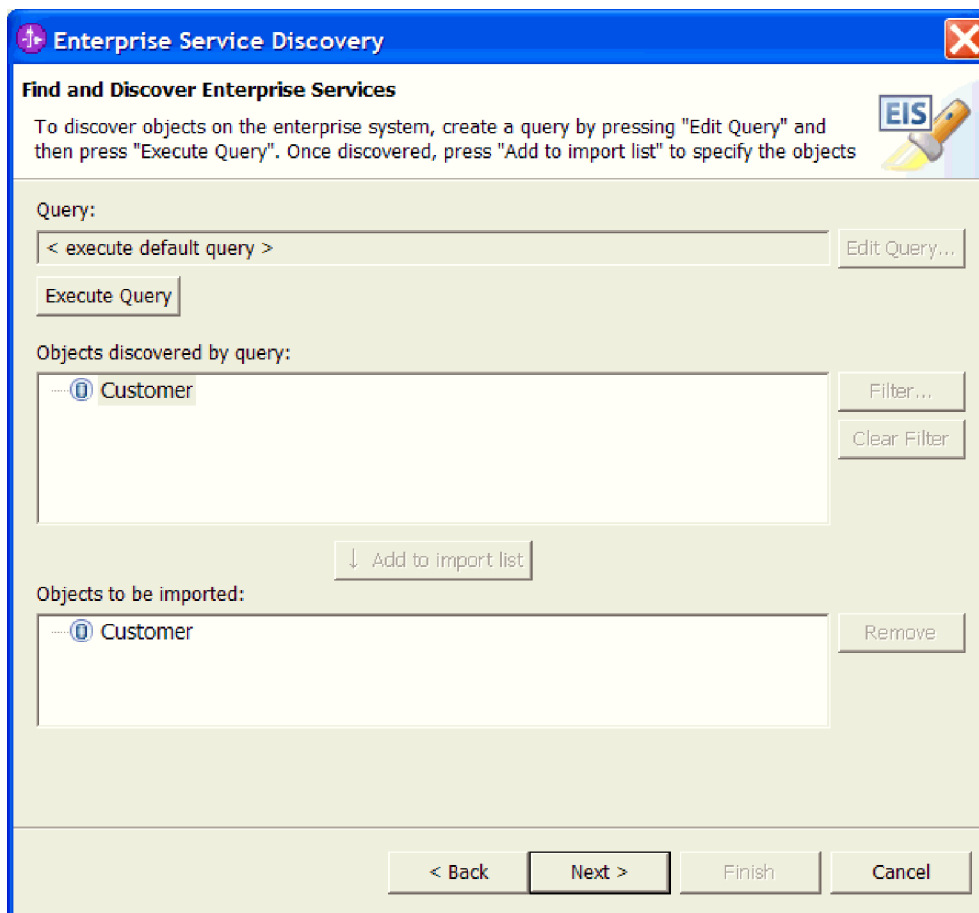 Enterprise Service Discovery
Find and Discover Enterprise Services
To discover objects on the enterprise system, create a query by pressing "Edit Query" and
then press "Execute Query". Once discovered, press "Add to import list" to specify the objects
EIS
Query:
< execute default query >
Edit Query...
Execute Query
Objects discovered by query:
Customer
Filter...
Clear Filter
↓ Add to import list
Objects to be imported:
Customer
Remove
< Back
Next >
Finish
Cancel